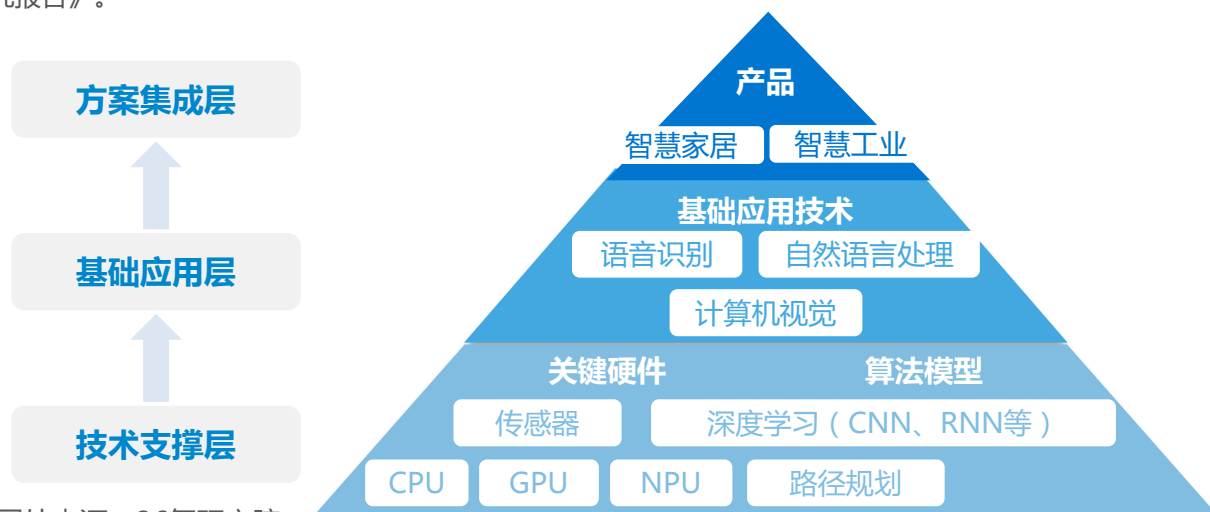 报告》。
产品
方案集成层
智慧家居 智慧工业
基础应用技术
语音识别 自然语言处理
基础应用层
计算机视觉
关键硬件 算法模型
传感器 深度学习（CNN、RNN等）
技术支撑层
CPU GPU NPU 路径规划